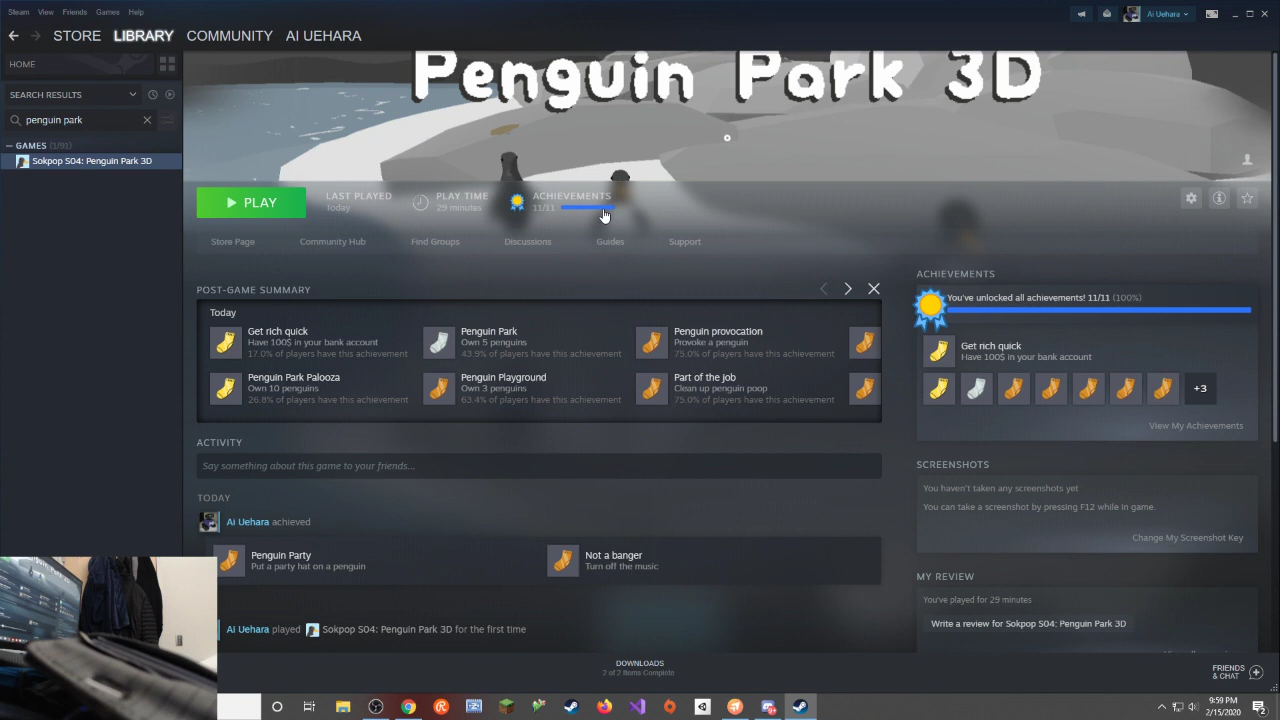 Steam View Friends Games Help
Ai Uehara
STORE LIBRARY COMMUNITY AI UEHARA
HOME
SEARCH RESULTS
penguin park
GAMES (1/91)
Sokpop S04: Penguin Park 3D
Penguin Park 3D
PLAY
LAST PLAYED
Today
PLAY TIME
29 minutes
ACHIEVEMENTS
11/11
Store Page Community Hub Find Groups Discussions Guides Support
POST-GAME SUMMARY
Today
Get rich quick
Have 100$ in your bank account
17.0% of players have this achievement
Penguin Park
Own 5 penguins
43.9% of players have this achievement
Penguin provocation
Provoke a penguin
75.0% of players have this achievement
Penguin Park Palooza
Own 10 penguins
26.8% of players have this achievement
Penguin Playground
Own 3 penguins
63.4% of players have this achievement
Part of the job
Clean up penguin poop
75.0% of players have this achievement
ACTIVITY
Say something about this game to your friends...
TODAY
Ai Uehara achieved
Penguin Party
Put a party hat on a penguin
Not a banger
Turn off the music
Ai Uehara played Sokpop S04: Penguin Park 3D for the first time
ACHIEVEMENTS
You've unlocked all achievements! 11/11 (100%)
Get rich quick
Have 100$ in your bank account
+3
View My Achievements
SCREENSHOTS
You haven't taken any screenshots yet
You can take a screenshot by pressing F12 while in game.
Change My Screenshot Key
MY REVIEW
You've played for 29 minutes
Write a review for Sokpop S04: Penguin Park 3D
DOWNLOADS
2 of 2 Items Complete
FRIENDS
& CHAT
9:59 PM
2/15/2020